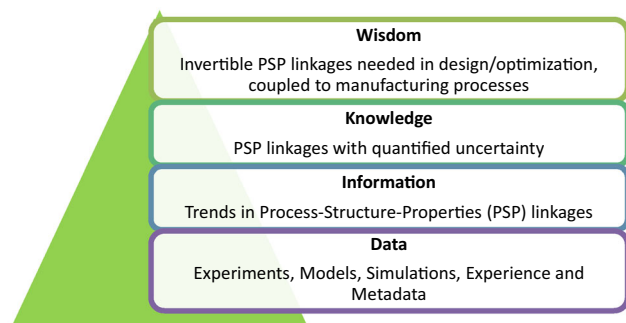 Wisdom
Invertible PSP linkages needed in design/optimization,
coupled to manufacturing processes
Knowledge
PSP linkages with quantified uncertainty
Information
Trends in Process-Structure-Properties (PSP) linkages
Data
Experiments, Models, Simulations, Experience and
Metadata